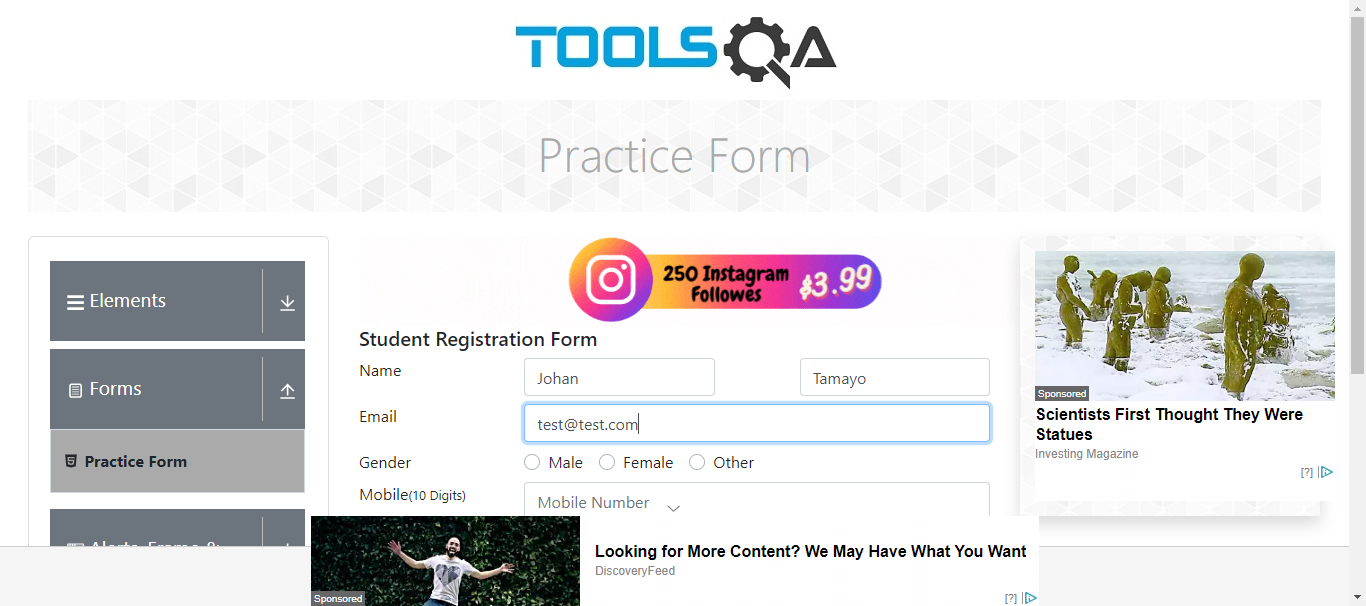 TOOLSQA
Practice Form
Elements
Forms
Practice Form
250 Instagram
Followes
$3.99
Student Registration Form
Name
Johan
Tamayo
Email
test@test.com
Gender
Male
Female
Other
Mobile(10 Digits)
Mobile Number
Sponsored
Scientists First Thought They Were
Statues
Investing Magazine
[?]
Alerts, Frame &
Sponsored
Looking for More Content? We May Have What You Want
DiscoveryFeed
[?]